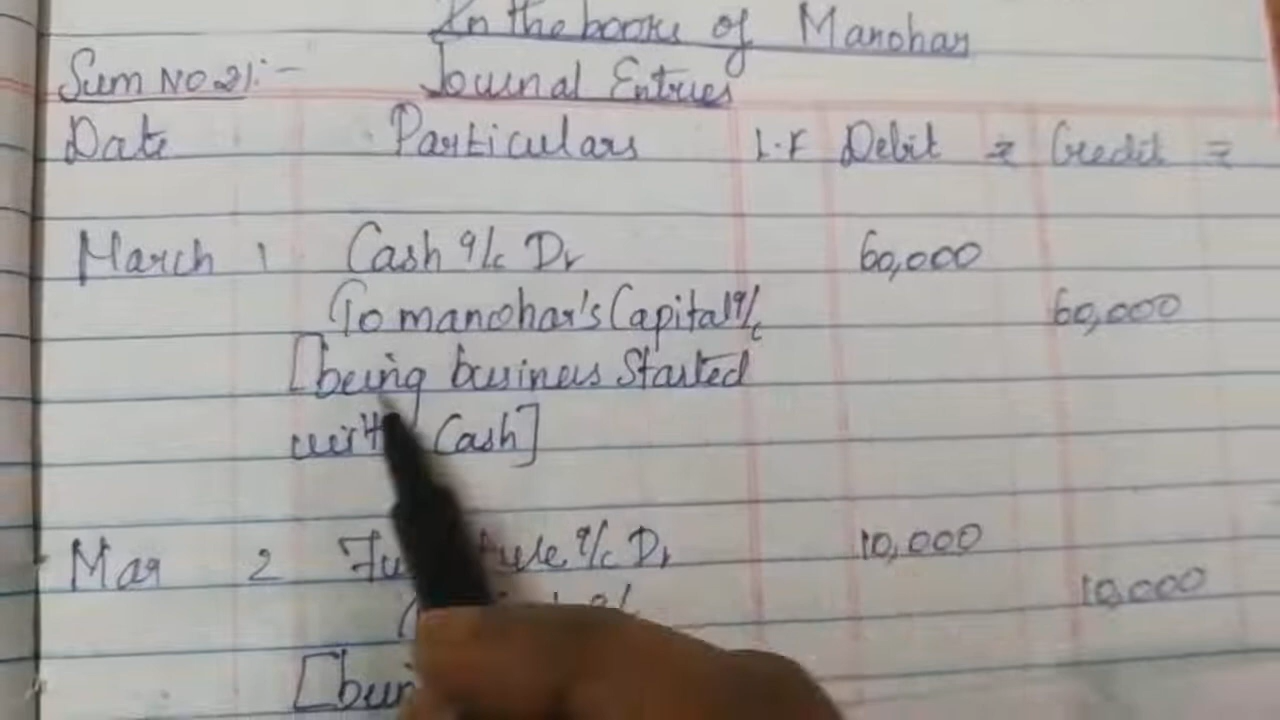 In the books of Manohar
Sum NO 21:- Journal Entries
Date Particulars L.F Debit ₹ Credit ₹
March 1 Cash a/c Dr 60,000
To manohar's Capital a/c 60,000
[being business Started
with Cash]
Mar 2 a/c Dr 10,000
a/c 10,000